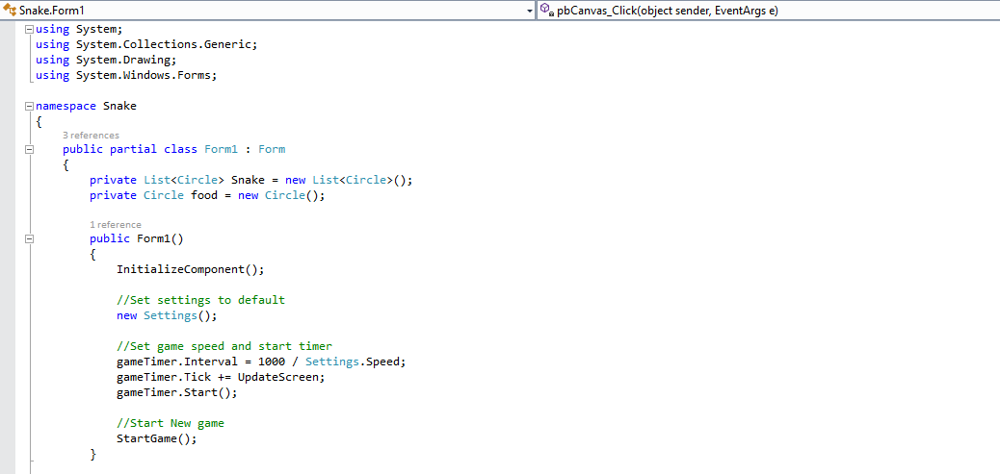 Snake.Form1 pbCanvas_Click(object sender, EventArgs e)
using System;
using System.Collections.Generic;
using System.Drawing;
using System.Windows.Forms;
namespace Snake
{
3 references
public partial class Form1 : Form
{
private List<Circle> Snake = new List<Circle>();
private Circle food = new Circle();
1 reference
public Form1()
{
InitializeComponent();
//Set settings to default
new Settings();
//Set game speed and start timer
gameTimer.Interval = 1000 / Settings.Speed;
gameTimer.Tick += UpdateScreen;
gameTimer.Start();
//Start New game
StartGame();
}